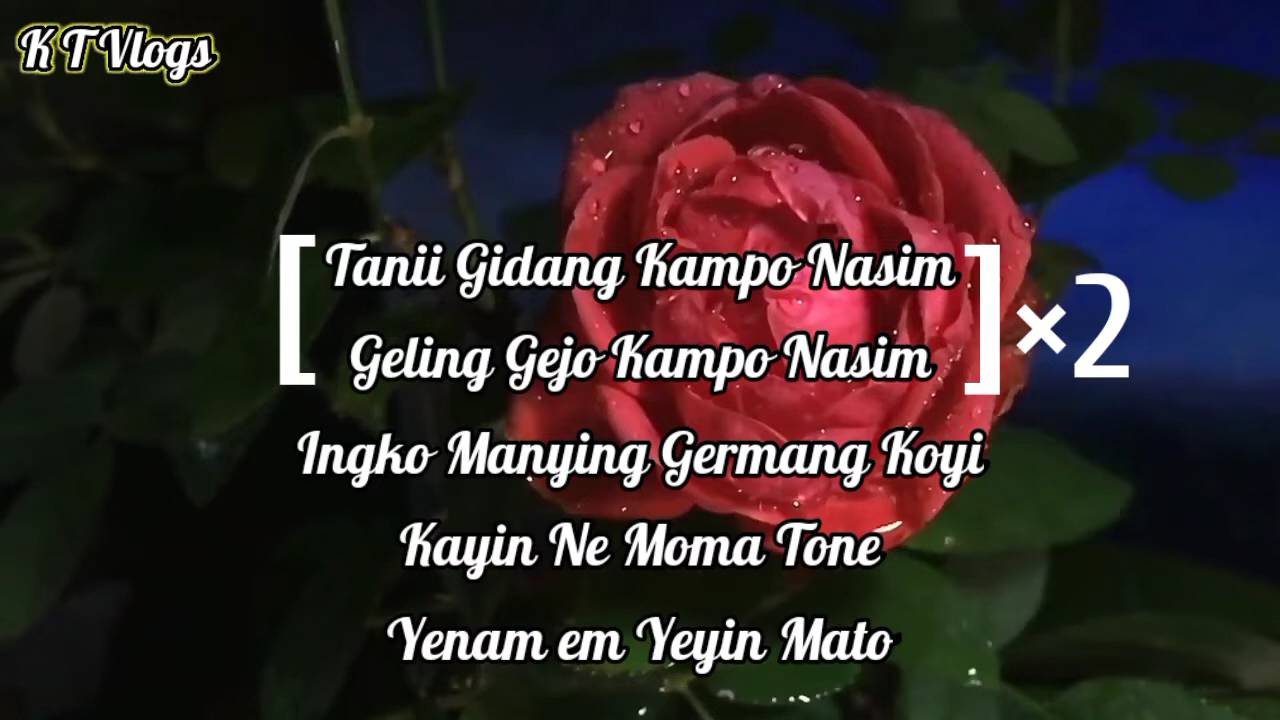 K T Vlogs
[Tanii Gidang Kampo Nasim
Geling Gejo Kampo Nasim]×2
Ingko Manying Germang Koyi
Kayin Ne Moma Tone
Yenam em Yeyin Mato